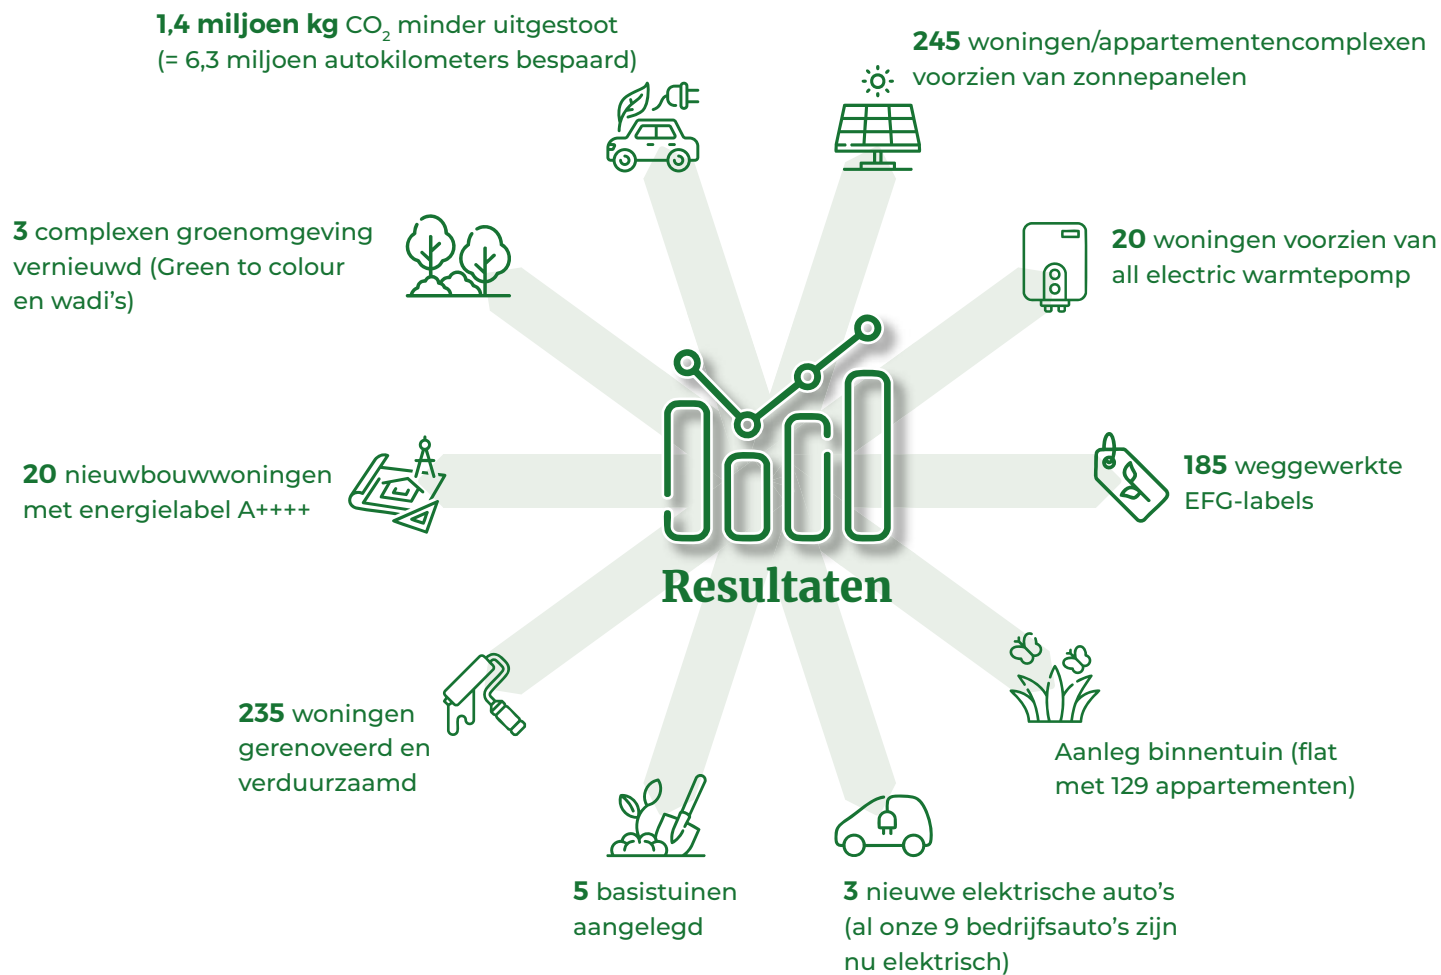 1,4 miljoen kg CO₂ minder uitgestoot
(= 6,3 miljoen autokilometers bespaard)
245 woningen/appartementencomplexen
voorzien van zonnepanelen
3 complexen groenomgeving
vernieuwd (Green to colour
en wadi’s)
20 woningen voorzien van
all electric warmtepomp
20 nieuwbouwwoningen
met energielabel A++++
185 weggewerkte
EFG-labels
Resultaten
235 woningen
gerenoveerd en
verduurzaamd
Aanleg binnentuin (flat
met 129 appartementen)
5 basistuinen
aangelegd
3 nieuwe elektrische auto’s
(al onze 9 bedrijfsauto’s zijn
nu elektrisch)